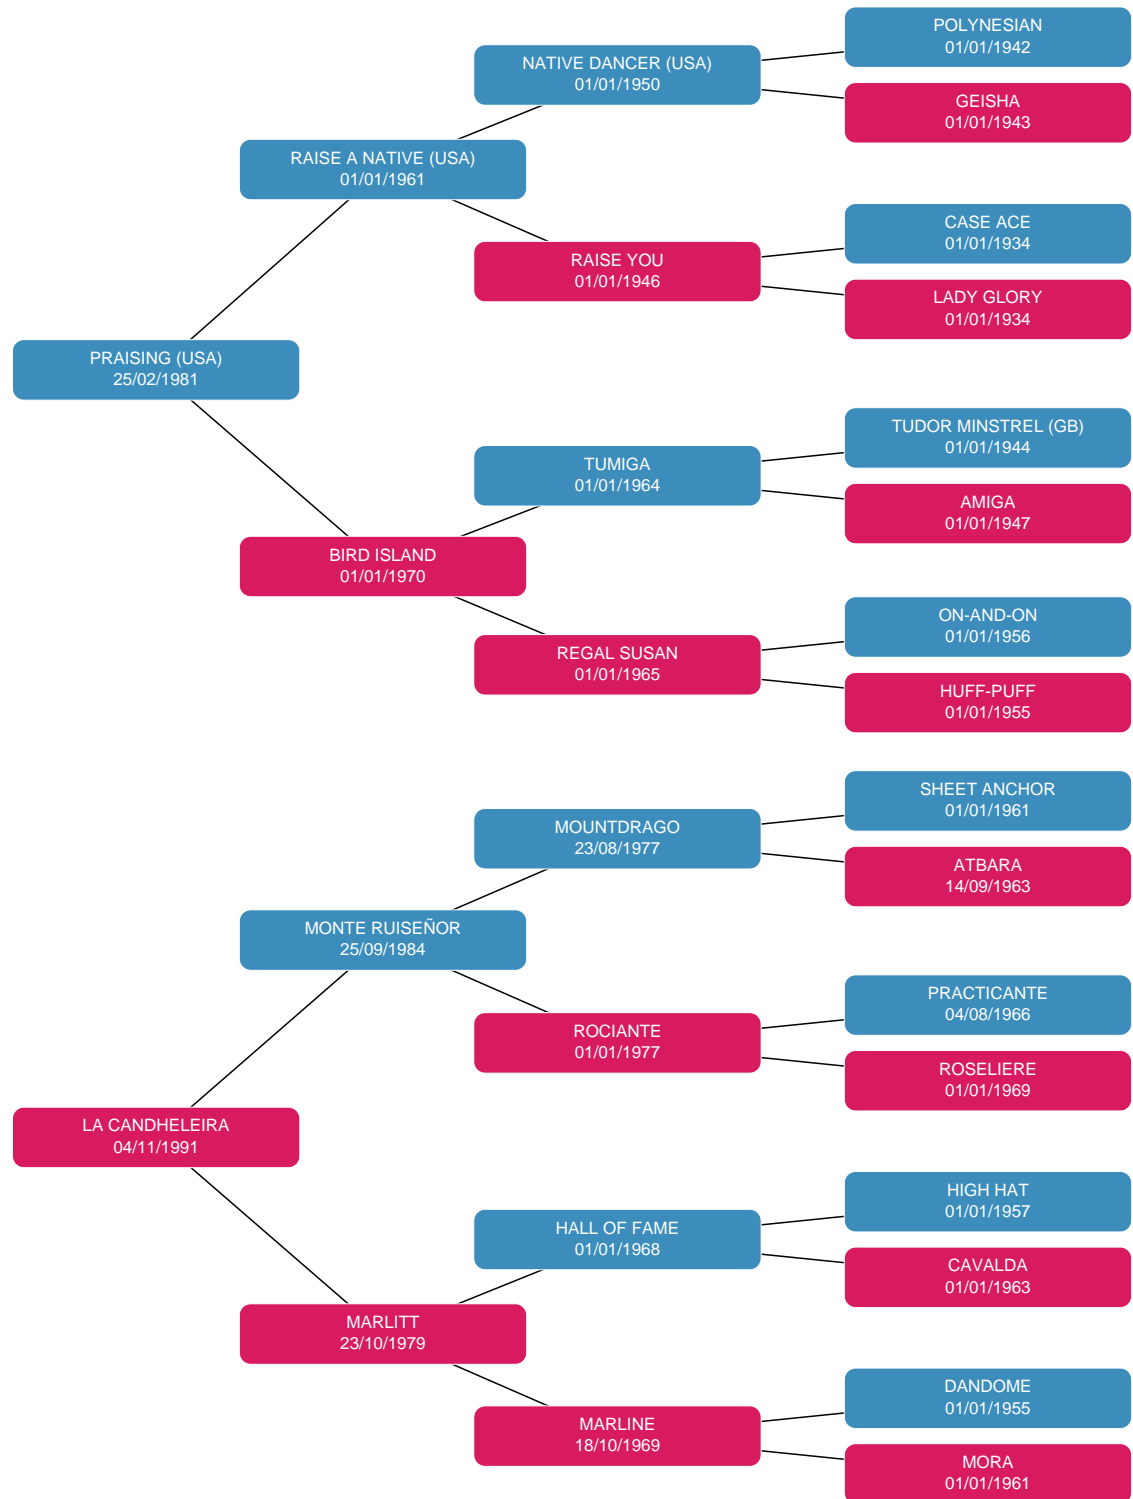 POLYNESIAN
01/01/1942
NATIVE DANCER (USA)
01/01/1950
GEISHA
01/01/1943
RAISE A NATIVE (USA)
01/01/1961
CASE ACE
01/01/1934
RAISE YOU
01/01/1946
LADY GLORY
01/01/1934
PRAISING (USA)
25/02/1981
TUDOR MINSTREL (GB)
01/01/1944
TUMIGA
01/01/1964
AMIGA
01/01/1947
BIRD ISLAND
01/01/1970
ON-AND-ON
01/01/1956
REGAL SUSAN
01/01/1965
HUFF-PUFF
01/01/1955
SHEET ANCHOR
01/01/1961
MOUNTDRAGO
23/08/1977
ATBARA
14/09/1963
MONTE RUISEÑOR
25/09/1984
PRACTICANTE
04/08/1966
ROCIANTE
01/01/1977
ROSELIERE
01/01/1969
LA CANDHELEIRA
04/11/1991
HIGH HAT
01/01/1957
HALL OF FAME
01/01/1968
CAVALDA
01/01/1963
MARLITT
23/10/1979
DANDOME
01/01/1955
MARLINE
18/10/1969
MORA
01/01/1961